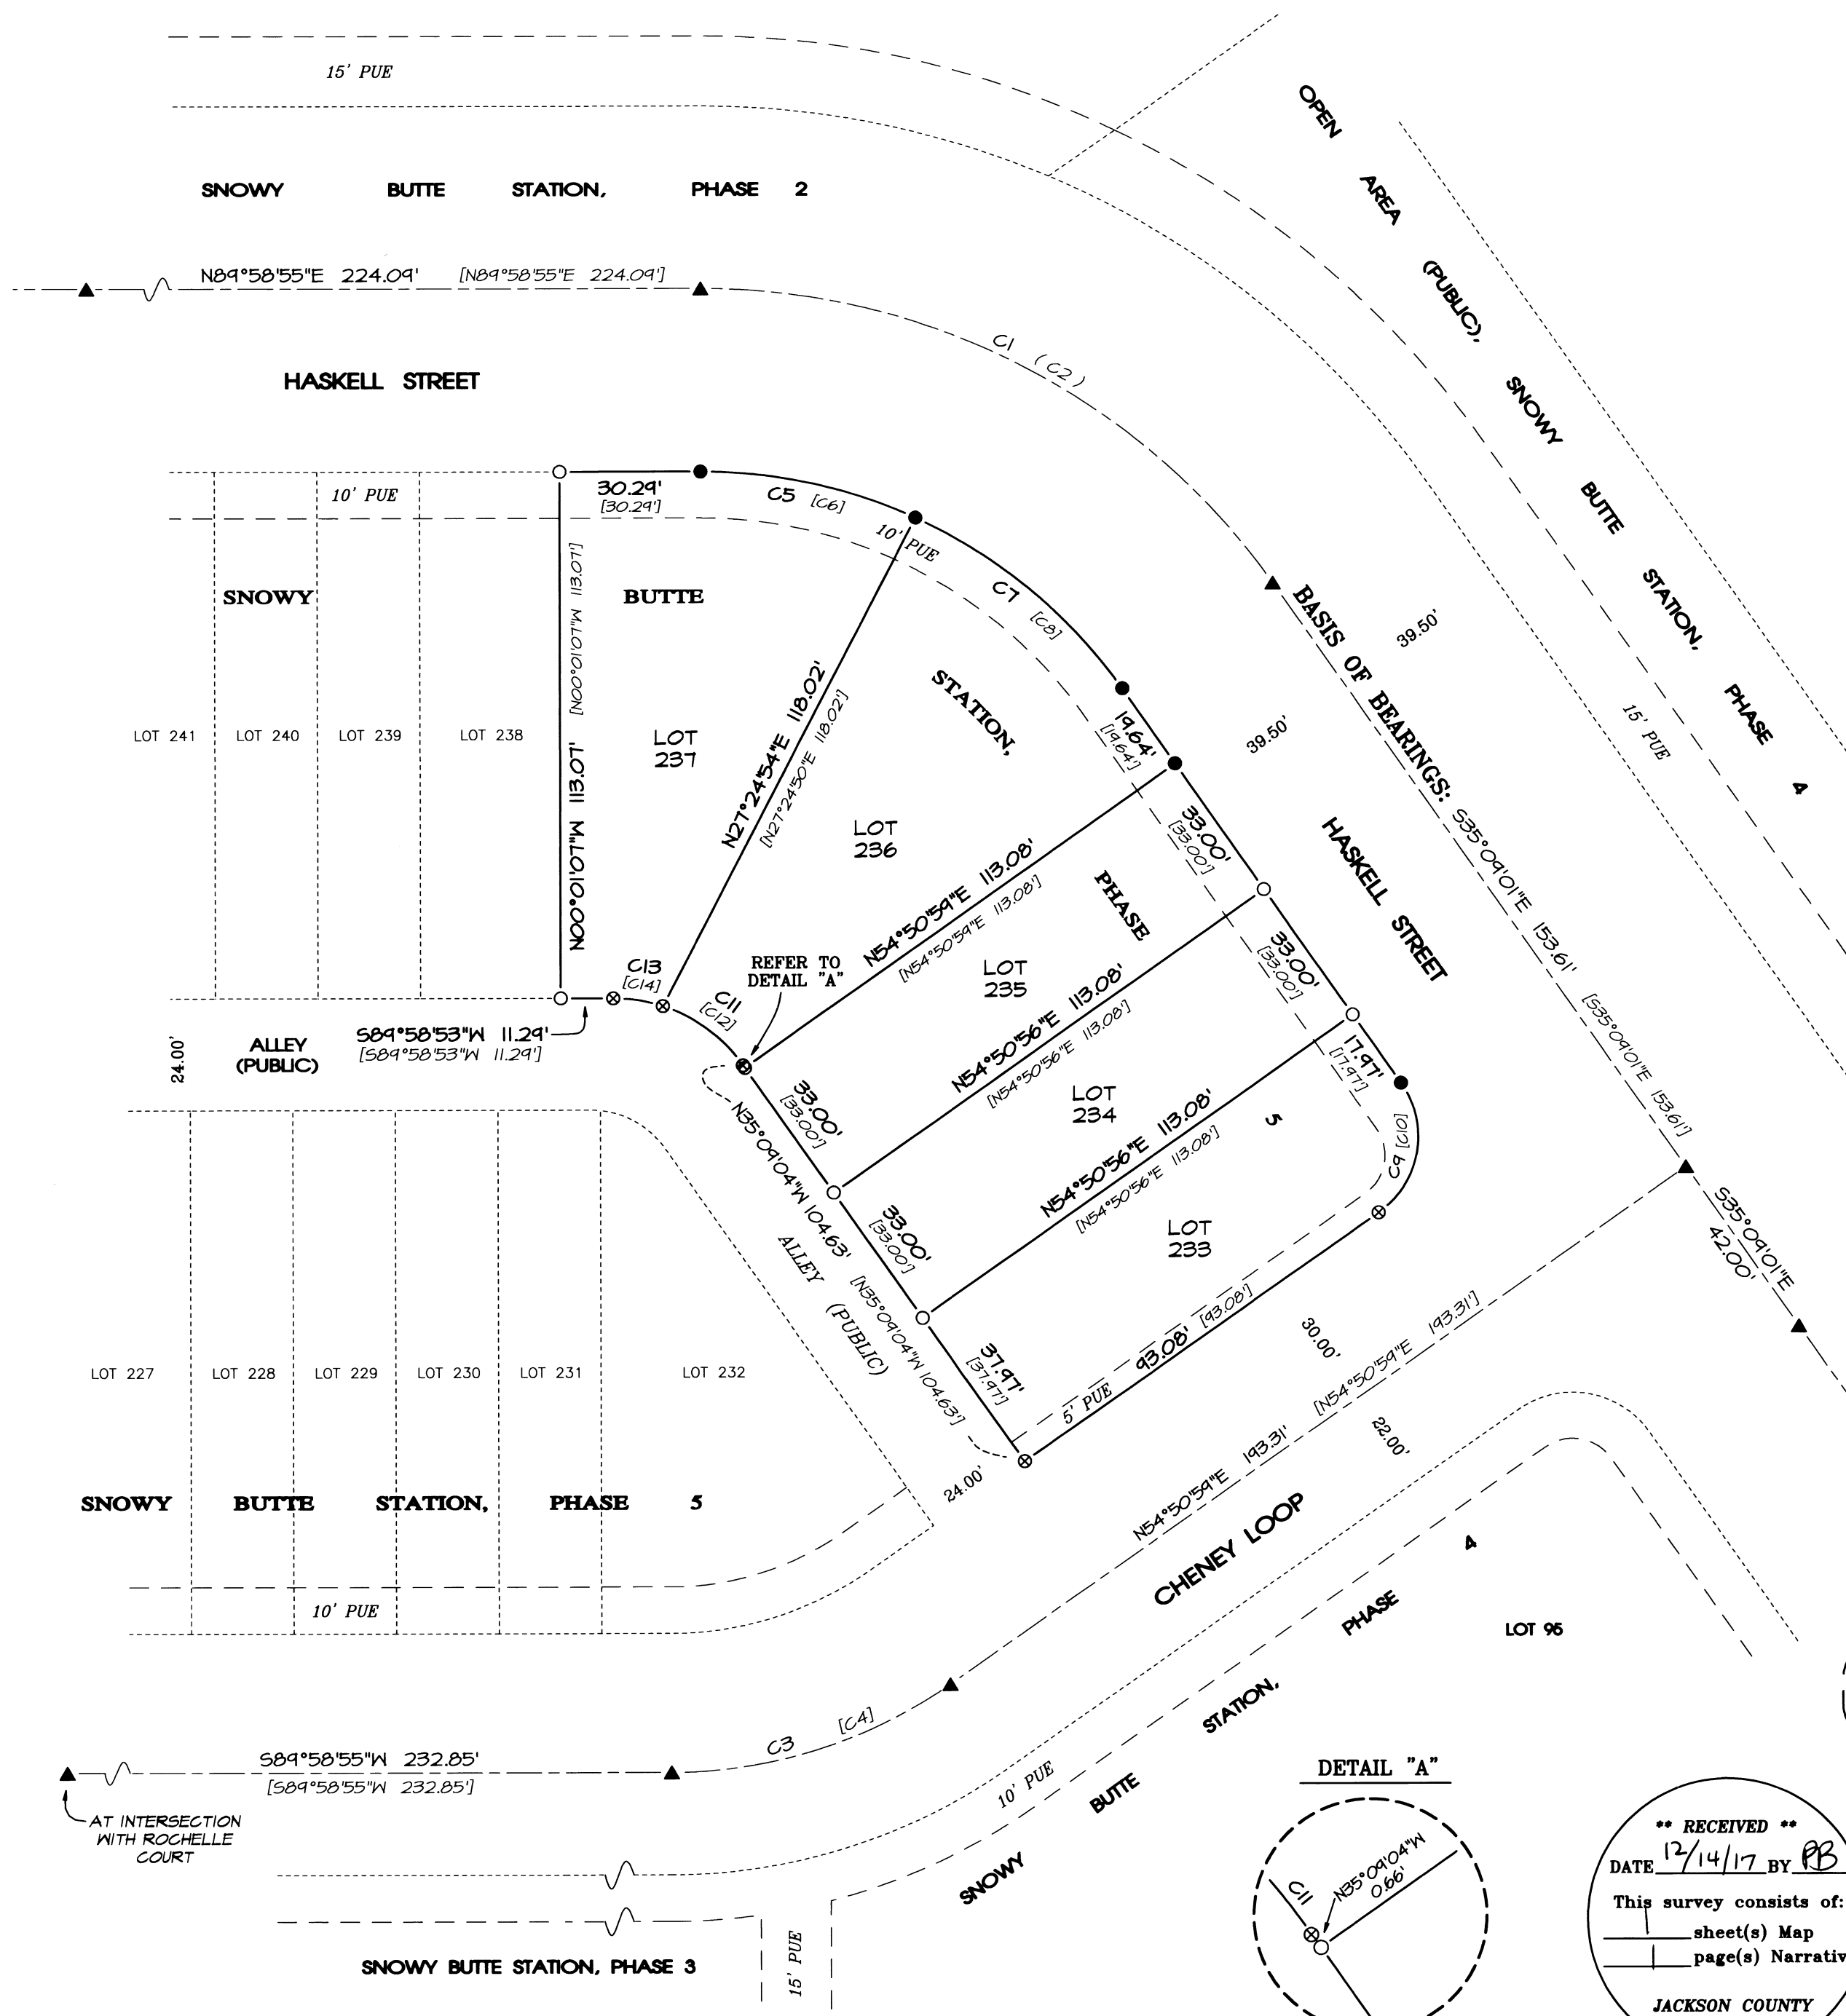 15' PUE
SNOWY BUTTE STATION, PHASE 2
N89°58'55"E 224.09' [N89°58'55"E 224.09']
HASKELL STREET
C1 (C2)
OPEN AREA (PUBLIC), SNOWY BUTTE STATION, PHASE 4
15' PUE
30.29'
[30.29']
C5 [C6]
10' PUE
10' PUE
C7 [C8]
SNOWY BUTTE STATION, PHASE 5
N00°01'07"W 113.07' [N00°01'07"W 113.07']
LOT 241
LOT 240
LOT 239
LOT 238
LOT
237
N27°24'54"E 118.02'
[N27°24'50"E 118.02']
LOT
236
19.64'
[19.64']
39.50'
39.50'
BASIS OF BEARINGS: S35°09'01"E 153.61' [S35°09'01"E 153.61']
HASKELL STREET
33.00'
[33.00']
N54°50'59"E 113.08'
[N54°50'59"E 113.08']
LOT
235
33.00'
[33.00']
N54°50'56"E 113.08'
[N54°50'56"E 113.08']
LOT
234
17.97'
[17.97']
N54°50'56"E 113.08'
[N54°50'56"E 113.08']
C9 [C10]
LOT
233
C13
[C14]
C11
[C12]
REFER TO
DETAIL "A"
S89°58'53"W 11.29'
[S89°58'53"W 11.29']
ALLEY
(PUBLIC)
24.00'
33.00'
[33.00']
N35°09'04"W 104.63' [N35°09'04"W 104.63']
33.00'
[33.00']
ALLEY (PUBLIC)
37.97'
[37.97']
5' PUE
93.08' [93.08']
S35°09'01"E
42.00'
30.00'
22.00'
24.00'
N54°50'59"E 193.31' [N54°50'59"E 193.31']
CHENEY LOOP
LOT 227
LOT 228
LOT 229
LOT 230
LOT 231
LOT 232
SNOWY BUTTE STATION, PHASE 5
10' PUE
SNOWY BUTTE STATION, PHASE 4
LOT 95
C3 [C4]
S89°58'55"W 232.85'
[S89°58'55"W 232.85']
AT INTERSECTION
WITH ROCHELLE
COURT
10' PUE
15' PUE
SNOWY BUTTE STATION, PHASE 3
DETAIL "A"
C11
N35°09'04"W
0.66'
** RECEIVED **
DATE 12/14/17 BY PB
This survey consists of:
1 sheet(s) Map
1 page(s) Narrativ
JACKSON COUNTY